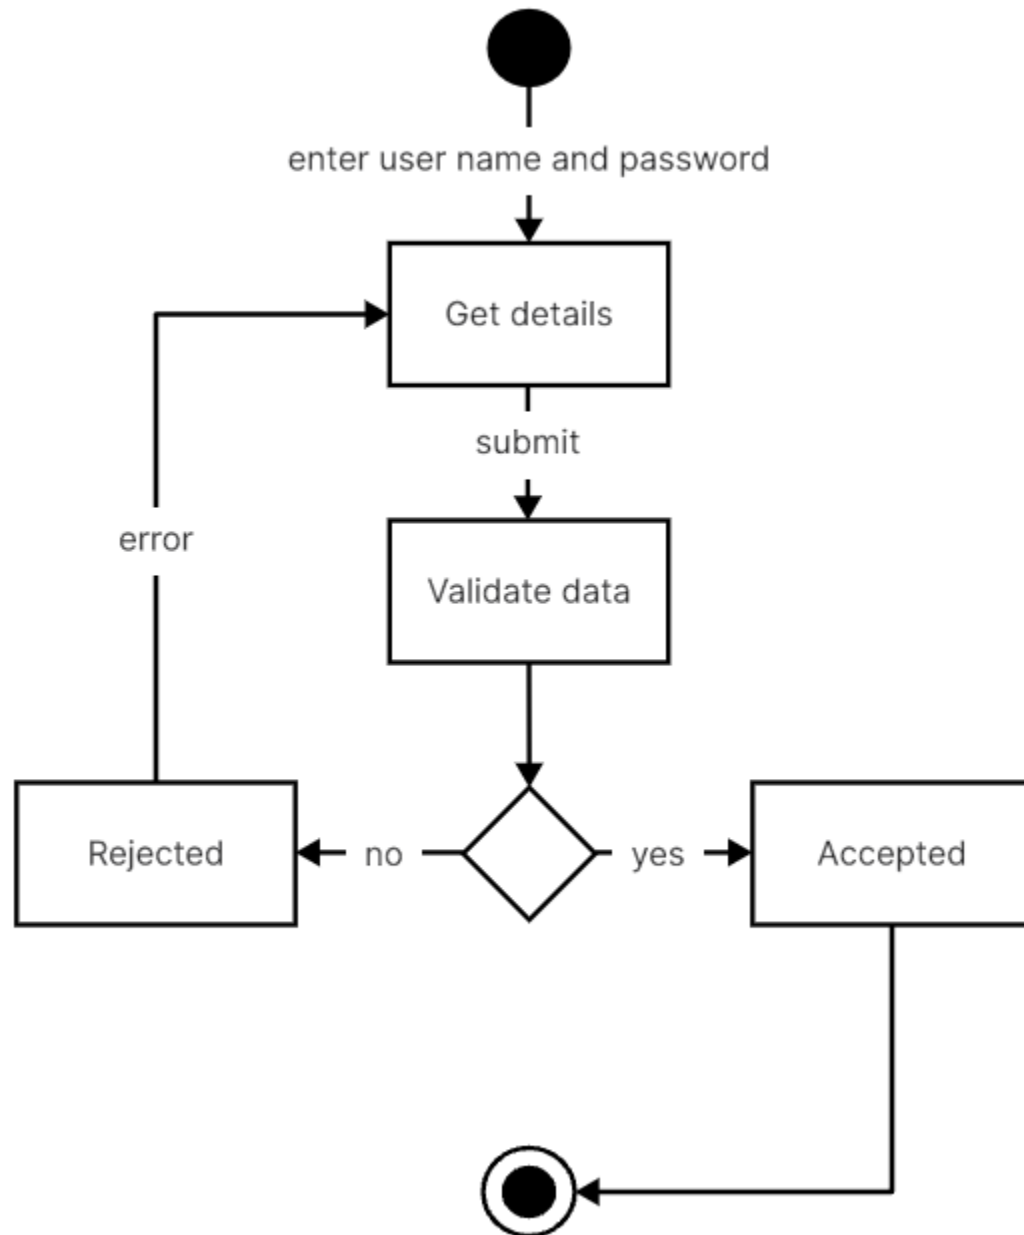 enter user name and password
Get details
submit
error
Validate data
Rejected
no
yes
Accepted